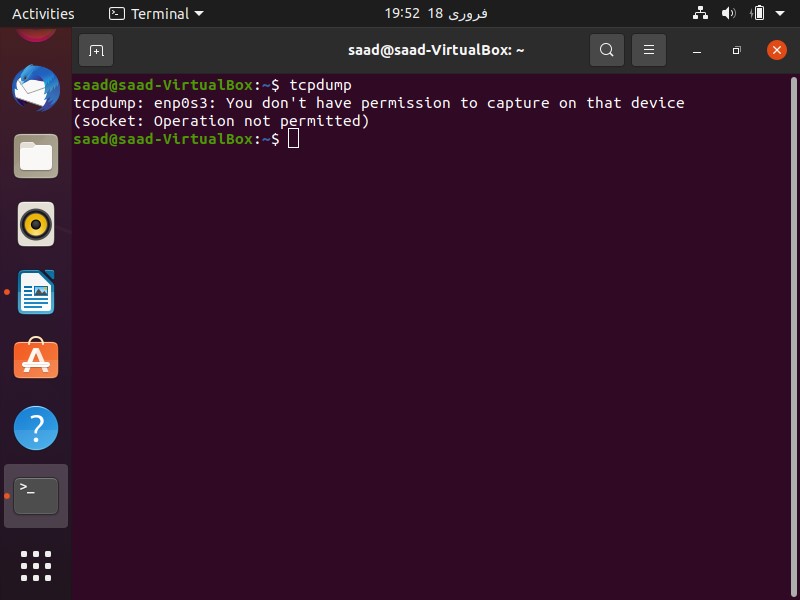 Activities Terminal 19:52 18 فروری
saad@saad-VirtualBox: ~
saad@saad-VirtualBox:~$ tcpdump
tcpdump: enp0s3: You don't have permission to capture on that device
(socket: Operation not permitted)
saad@saad-VirtualBox:~$